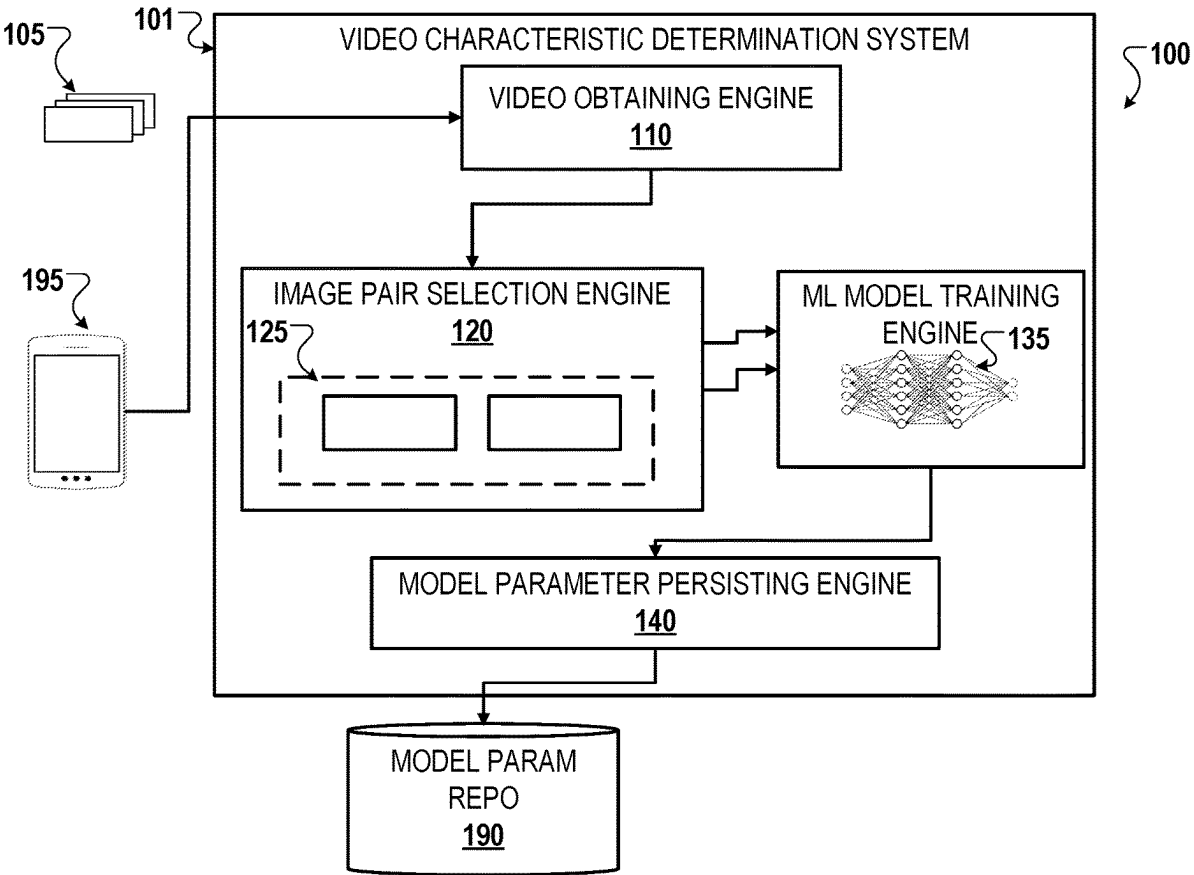 105
101
VIDEO CHARACTERISTIC DETERMINATION SYSTEM
100
VIDEO OBTAINING ENGINE
110
195
IMAGE PAIR SELECTION ENGINE
120
125
ML MODEL TRAINING
ENGINE
135
MODEL PARAMETER PERSISTING ENGINE
140
MODEL PARAM
REPO
190